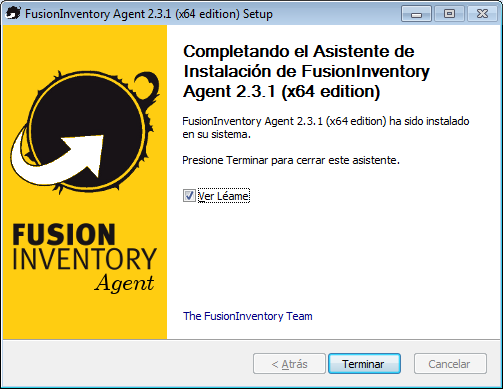 FusionInventory Agent 2.3.1 (x64 edition) Setup
Completando el Asistente de
Instalación de FusionInventory
Agent 2.3.1 (x64 edition)
FusionInventory Agent 2.3.1 (x64 edition) ha sido instalado
en su sistema.
Presione Terminar para cerrar este asistente.
Ver Léame
FUSION
INVENTORY
Agent
The FusionInventory Team
< Atrás
Terminar
Cancelar